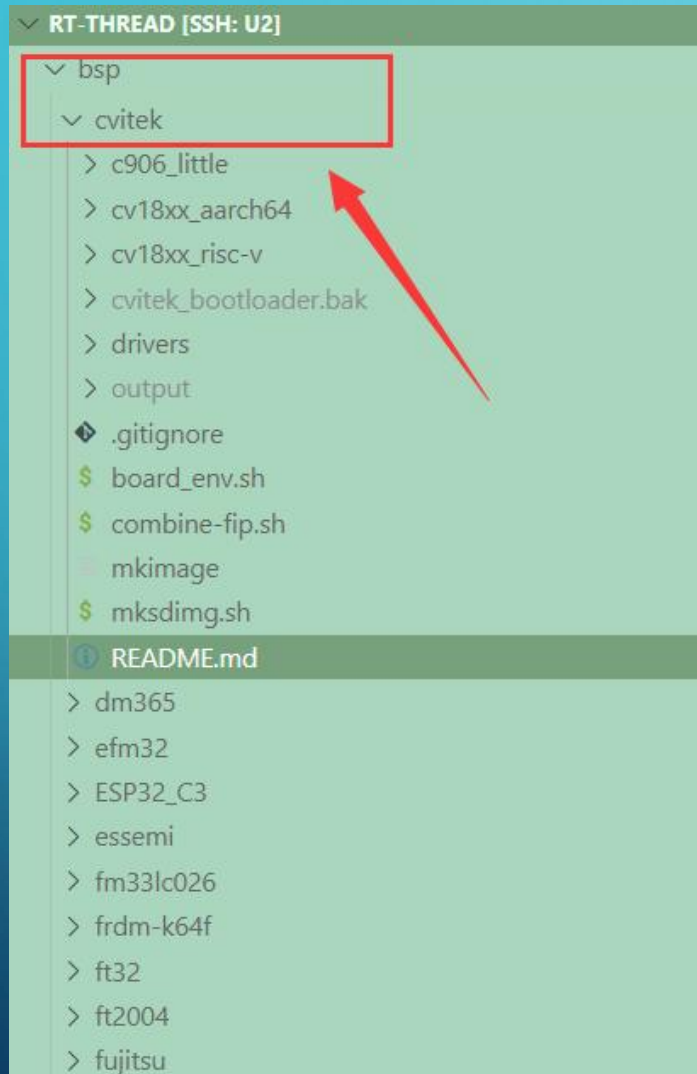 RT-THREAD [SSH: U2]
bsp
cvitek
c906_little
cv18xx_aarch64
cv18xx_risc-v
cvitek_bootloader.bak
drivers
output
.gitignore
$ board_env.sh
$ combine-fip.sh
mkimage
$ mksdimg.sh
README.md
dm365
efm32
ESP32_C3
essemi
fm33lc026
frdm-k64f
ft32
ft2004
fujitsu